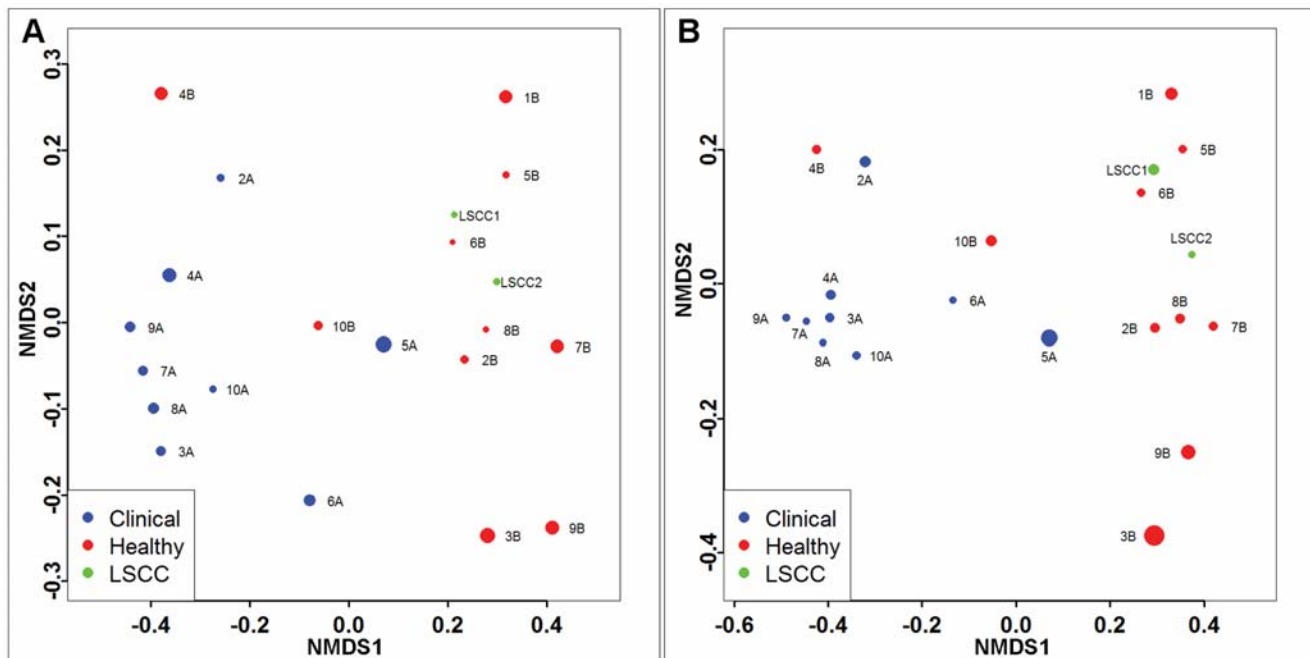 A
NMDS2
0.3
0.2
0.1
0.0
-0.1
-0.2
-0.3
4B
1B
2A
5B
LSCC1
6B
4A
LSCC2
9A
10B
8B
5A
7B
2B
7A
10A
8A
3A
6A
3B
9B
Clinical
Healthy
LSCC
-0.4
-0.2
0.0
0.2
0.4
NMDS1
B
NMDS2
0.2
0.0
-0.2
-0.4
1B
5B
4B
2A
LSCC1
6B
10B
LSCC2
4A
6A
8B
9A
7A
3A
2B
7B
8A
10A
5A
9B
3B
Clinical
Healthy
LSCC
-0.6
-0.4
-0.2
0.0
0.2
0.4
NMDS1